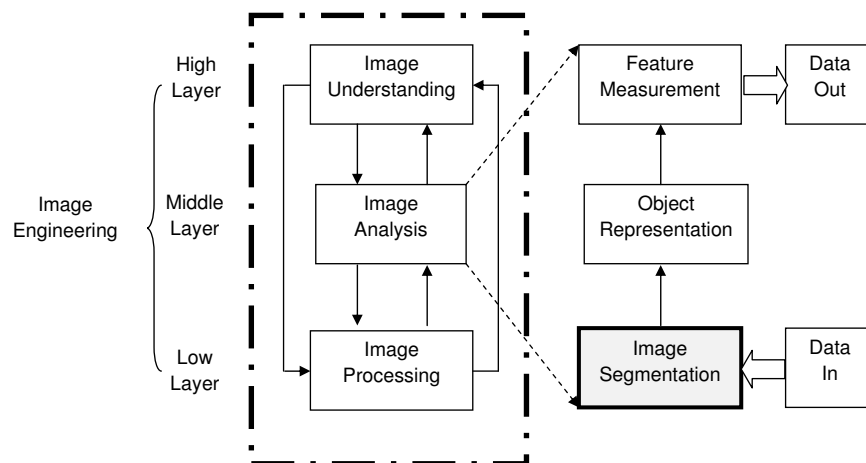 Image
Engineering
High
Layer
Middle
Layer
Low
Layer
Image
Understanding
Image
Analysis
Image
Processing
Feature
Measurement
Object
Representation
Image
Segmentation
Data
Out
Data
In